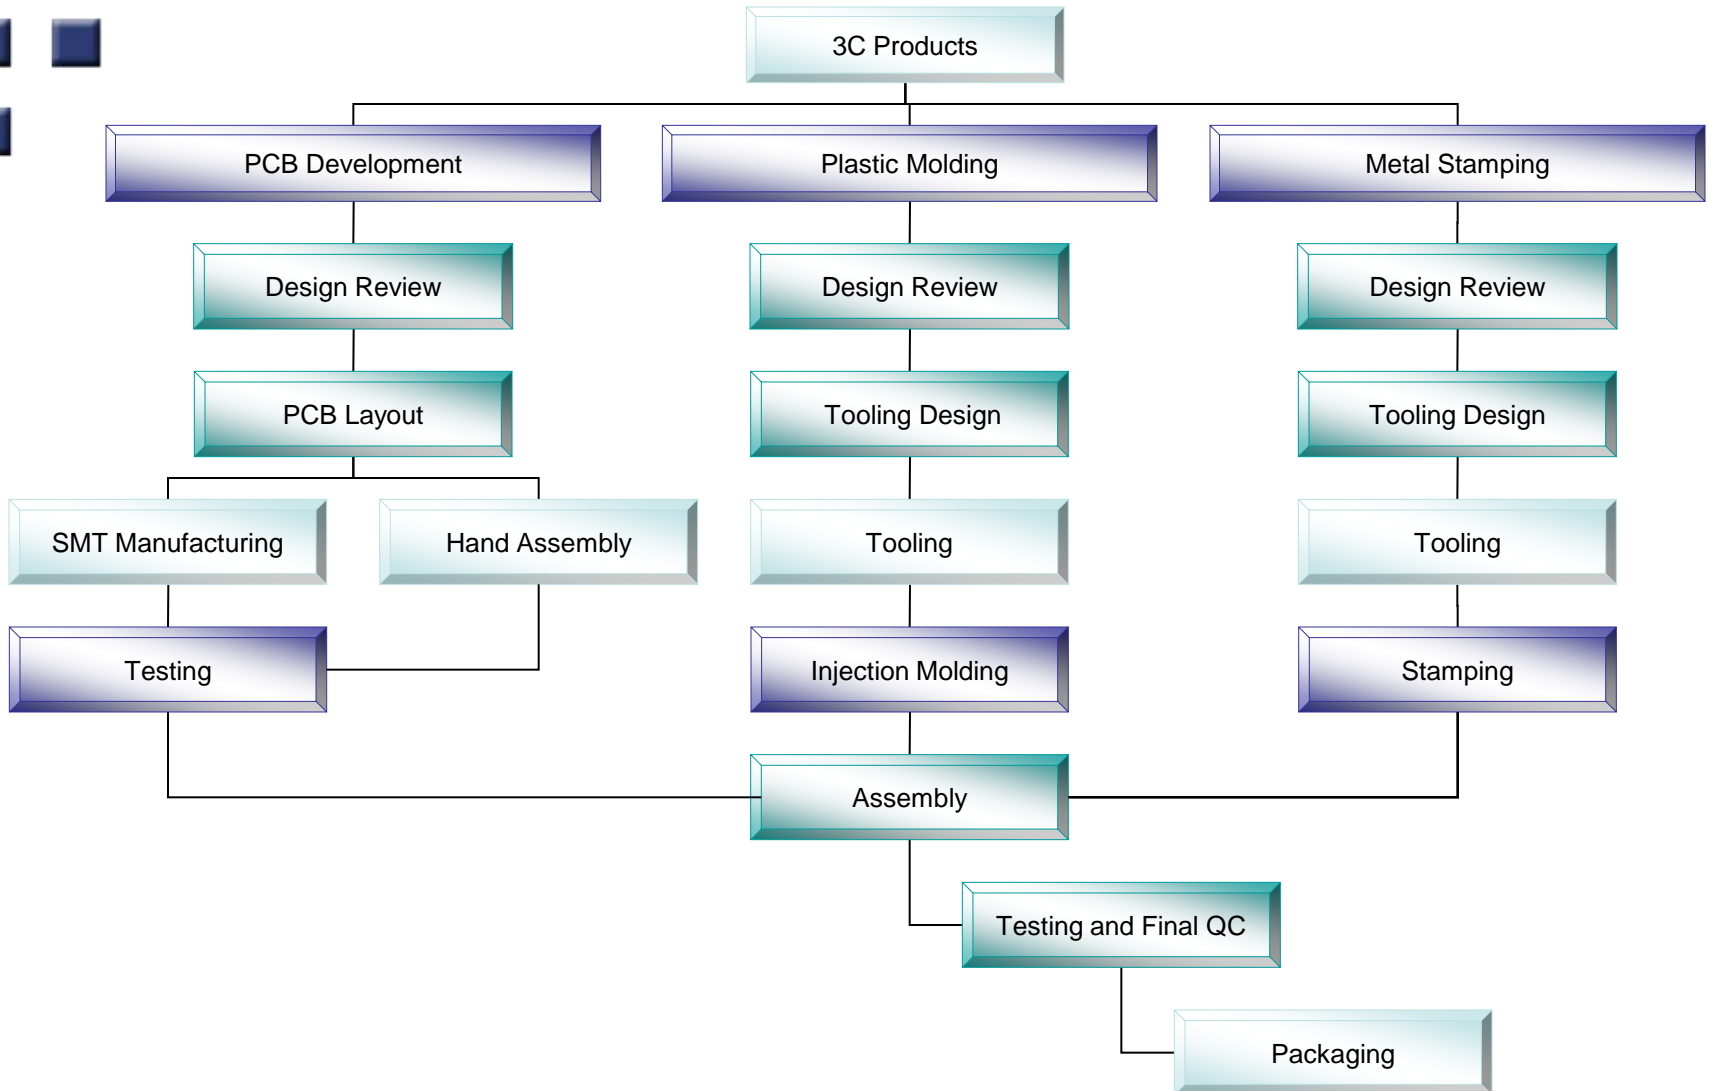 3C Products
PCB Development
Plastic Molding
Metal Stamping
Design Review
Design Review
Design Review
PCB Layout
Tooling Design
Tooling Design
SMT Manufacturing
Hand Assembly
Tooling
Tooling
Testing
Injection Molding
Stamping
Assembly
Testing and Final QC
Packaging